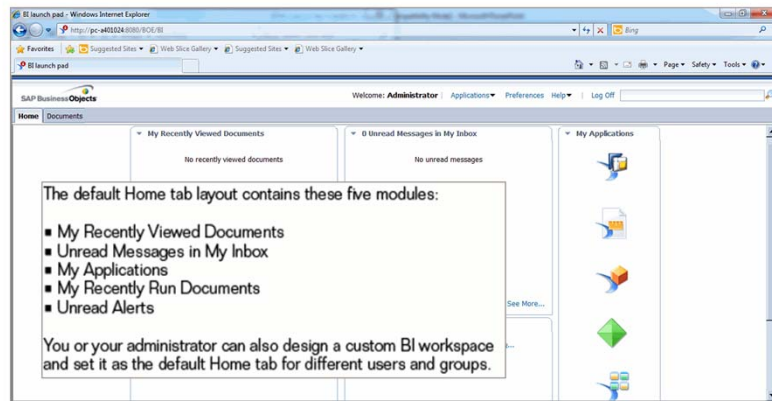 BI launch pad - Windows Internet Explorer
http://pc-a401024:8080/BOE/BI
Bing
Favorites Suggested Sites Web Slice Gallery Suggested Sites Web Slice Gallery
BI launch pad
Page Safety Tools
SAP BusinessObjects
Welcome: Administrator | Applications Preferences Help | Log Off
Home Documents
My Recently Viewed Documents
0 Unread Messages in My Inbox
My Applications
No recently viewed documents
No unread messages
The default Home tab layout contains these five modules:
▪ My Recently Viewed Documents
▪ Unread Messages in My Inbox
▪ My Applications
▪ My Recently Run Documents
▪ Unread Alerts
See More...
You or your administrator can also design a custom BI workspace
and set it as the default Home tab for different users and groups.